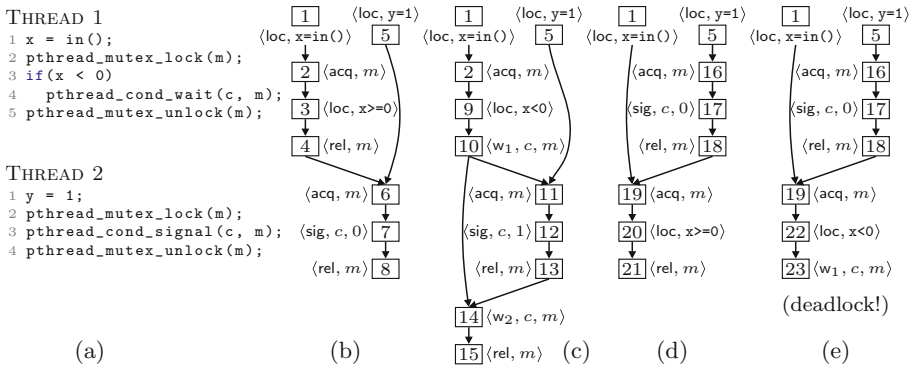 THREAD 1
1 x = in();
2 pthread_mutex_lock(m);
3 if(x < 0)
4 pthread_cond_wait(c, m);
5 pthread_mutex_unlock(m);
THREAD 2
1 y = 1;
2 pthread_mutex_lock(m);
3 pthread_cond_signal(c, m);
4 pthread_mutex_unlock(m);
(a)
1
⟨loc, x=in()⟩
⟨loc, y=1⟩
5
2 ⟨acq, m⟩
3 ⟨loc, x>=0⟩
4 ⟨rel, m⟩
⟨acq, m⟩ 6
⟨sig, c, 0⟩ 7
⟨rel, m⟩ 8
(b)
1
⟨loc, x=in()⟩
⟨loc, y=1⟩
5
2 ⟨acq, m⟩
9 ⟨loc, x<0⟩
10 ⟨w₁, c, m⟩
⟨acq, m⟩ 11
⟨sig, c, 1⟩ 12
⟨rel, m⟩ 13
14 ⟨w₂, c, m⟩
15 ⟨rel, m⟩
(c)
1
⟨loc, x=in()⟩
⟨loc, y=1⟩
5
⟨acq, m⟩ 16
⟨sig, c, 0⟩ 17
⟨rel, m⟩ 18
19 ⟨acq, m⟩
20 ⟨loc, x>=0⟩
21 ⟨rel, m⟩
(d)
1
⟨loc, x=in()⟩
⟨loc, y=1⟩
5
⟨acq, m⟩ 16
⟨sig, c, 0⟩ 17
⟨rel, m⟩ 18
19 ⟨acq, m⟩
22 ⟨loc, x<0⟩
23 ⟨w₁, c, m⟩
(deadlock!)
(e)